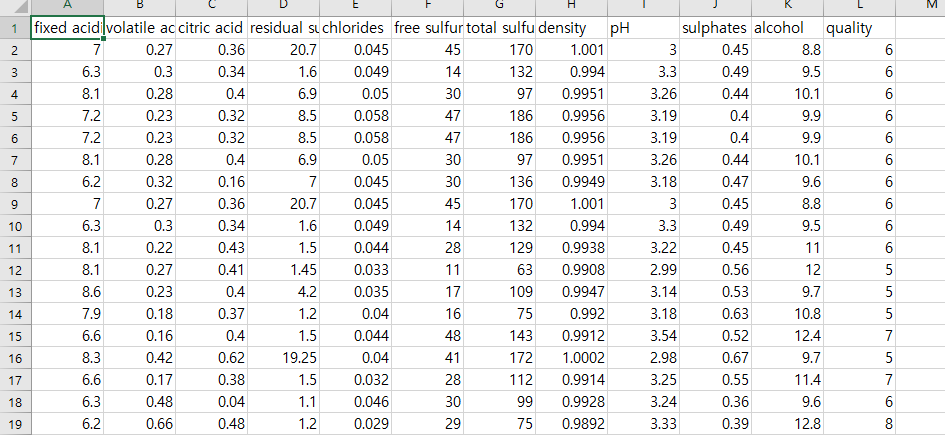 A B C D E F G H I J K L M
1 fixed acidi volatile ac citric acid residual su chlorides free sulfur total sulfu density pH sulphates alcohol quality
2 7 0.27 0.36 20.7 0.045 45 170 1.001 3 0.45 8.8 6
3 6.3 0.3 0.34 1.6 0.049 14 132 0.994 3.3 0.49 9.5 6
4 8.1 0.28 0.4 6.9 0.05 30 97 0.9951 3.26 0.44 10.1 6
5 7.2 0.23 0.32 8.5 0.058 47 186 0.9956 3.19 0.4 9.9 6
6 7.2 0.23 0.32 8.5 0.058 47 186 0.9956 3.19 0.4 9.9 6
7 8.1 0.28 0.4 6.9 0.05 30 97 0.9951 3.26 0.44 10.1 6
8 6.2 0.32 0.16 7 0.045 30 136 0.9949 3.18 0.47 9.6 6
9 7 0.27 0.36 20.7 0.045 45 170 1.001 3 0.45 8.8 6
10 6.3 0.3 0.34 1.6 0.049 14 132 0.994 3.3 0.49 9.5 6
11 8.1 0.22 0.43 1.5 0.044 28 129 0.9938 3.22 0.45 11 6
12 8.1 0.27 0.41 1.45 0.033 11 63 0.9908 2.99 0.56 12 5
13 8.6 0.23 0.4 4.2 0.035 17 109 0.9947 3.14 0.53 9.7 5
14 7.9 0.18 0.37 1.2 0.04 16 75 0.992 3.18 0.63 10.8 5
15 6.6 0.16 0.4 1.5 0.044 48 143 0.9912 3.54 0.52 12.4 7
16 8.3 0.42 0.62 19.25 0.04 41 172 1.0002 2.98 0.67 9.7 5
17 6.6 0.17 0.38 1.5 0.032 28 112 0.9914 3.25 0.55 11.4 7
18 6.3 0.48 0.04 1.1 0.046 30 99 0.9928 3.24 0.36 9.6 6
19 6.2 0.66 0.48 1.2 0.029 29 75 0.9892 3.33 0.39 12.8 8